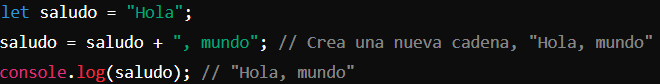 let saludo = "Hola";
saludo = saludo + ", mundo"; // Crea una nueva cadena, "Hola, mundo"
console.log(saludo); // "Hola, mundo"